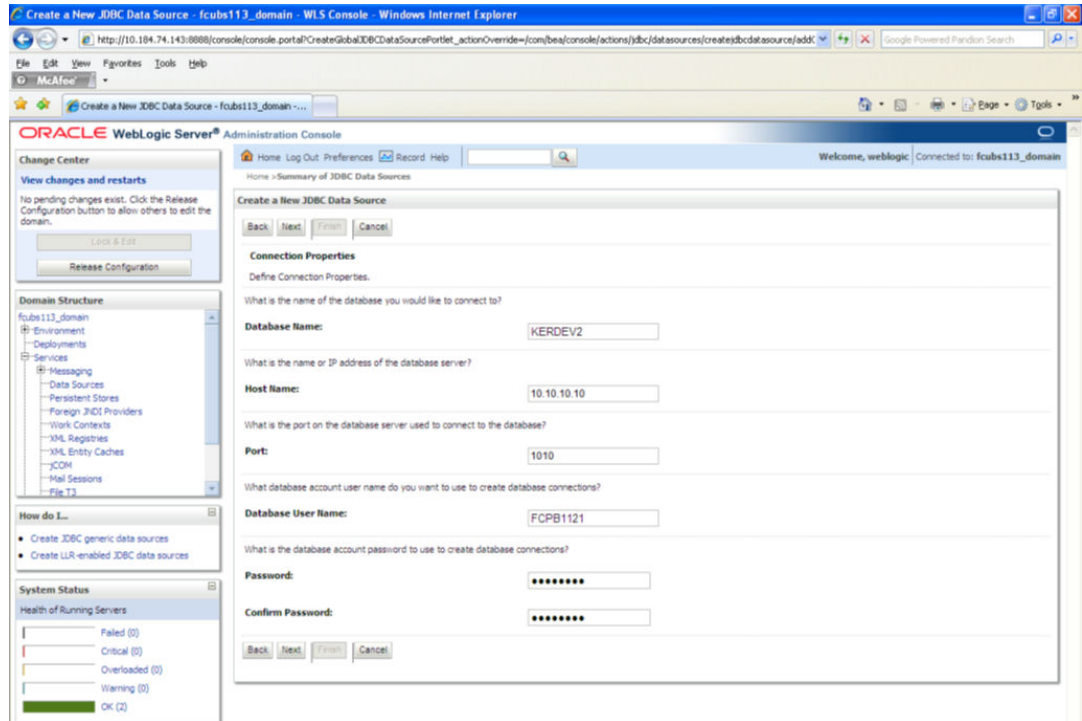 Create a New JDBC Data Source - fcubs113_domain - WLS Console - Windows Internet Explorer
http://10.184.74.143:8888/console/console.portal?CreateGlobalJDBCDataSourcePortlet_actionOverride=/com/bea/console/actions/jdbc/datasources/createjdbcdatasource/addC
Google Powered Pandion Search
File Edit View Favorites Tools Help
McAfee
Create a New JDBC Data Source - fcubs113_domain -...
Page Tools
ORACLE WebLogic Server® Administration Console
Change Center
View changes and restarts
No pending changes exist. Click the Release
Configuration button to allow others to edit the
domain.
Lock & Edit
Release Configuration
Domain Structure
fcubs113_domain
Environment
Deployments
Services
Messaging
Data Sources
Persistent Stores
Foreign JNDI Providers
Work Contexts
XML Registries
XML Entity Caches
jCOM
Mail Sessions
File T3
How do I...
Create JDBC generic data sources
Create LLR-enabled JDBC data sources
System Status
Health of Running Servers
Failed (0)
Critical (0)
Overloaded (0)
Warning (0)
OK (2)
Home Log Out Preferences Record Help
Welcome, weblogic Connected to: fcubs113_domain
Home >Summary of JDBC Data Sources
Create a New JDBC Data Source
Back Next Finish Cancel
Connection Properties
Define Connection Properties.
What is the name of the database you would like to connect to?
Database Name: KERDEV2
What is the name or IP address of the database server?
Host Name: 10.10.10.10
What is the port on the database server used to connect to the database?
Port: 1010
What database account user name do you want to use to create database connections?
Database User Name: FCPB1121
What is the database account password to use to create database connections?
Password: ••••••••
Confirm Password: ••••••••
Back Next Finish Cancel